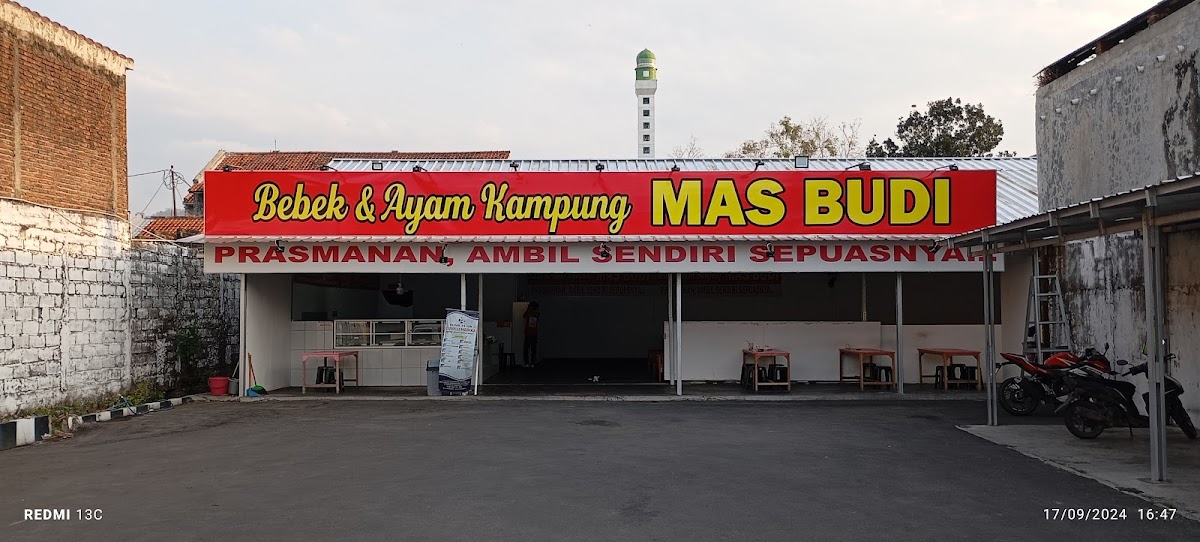 Bebek & Ayam Kampung MAS BUDI
PRASMANAN, AMBIL SENDIRI SEPUASNYA...
REDMI 13C
17/09/2024 16:47